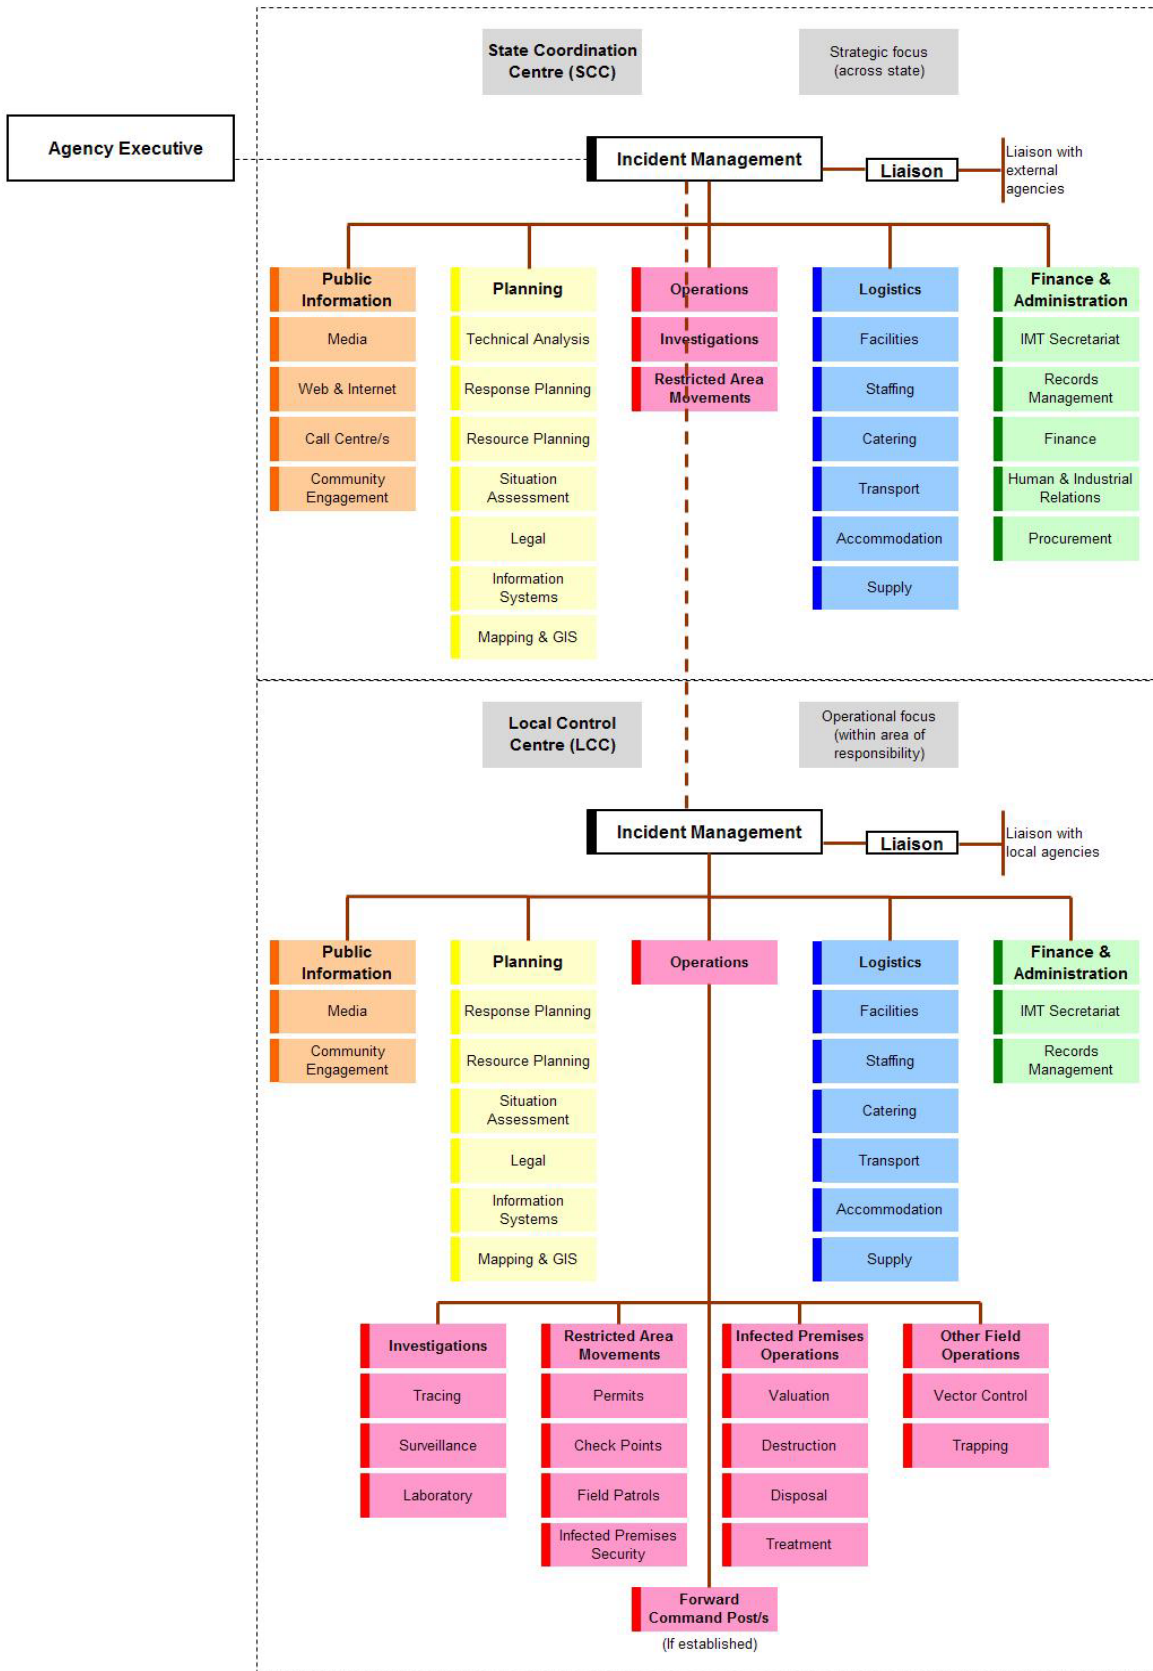 State Coordination
Centre (SCC)
Strategic focus
(across state)
Agency Executive
Incident Management
Liaison
Liaison with
external
agencies
Public
Information
Media
Web & Internet
Call Centre/s
Community
Engagement
Planning
Technical Analysis
Response Planning
Resource Planning
Situation
Assessment
Legal
Information
Systems
Mapping & GIS
Operations
Investigations
Restricted Area
Movements
Logistics
Facilities
Staffing
Catering
Transport
Accommodation
Supply
Finance &
Administration
IMT Secretariat
Records
Management
Finance
Human & Industrial
Relations
Procurement
Local Control
Centre (LCC)
Operational focus
(within area of
responsibility)
Incident Management
Liaison
Liaison with
local agencies
Public
Information
Media
Community
Engagement
Planning
Response Planning
Resource Planning
Situation
Assessment
Legal
Information
Systems
Mapping & GIS
Operations
Logistics
Facilities
Staffing
Catering
Transport
Accommodation
Supply
Finance &
Administration
IMT Secretariat
Records
Management
Investigations
Tracing
Surveillance
Laboratory
Restricted Area
Movements
Permits
Check Points
Field Patrols
Infected Premises
Security
Infected Premises
Operations
Valuation
Destruction
Disposal
Treatment
Other Field
Operations
Vector Control
Trapping
Forward
Command Post/s
(If established)